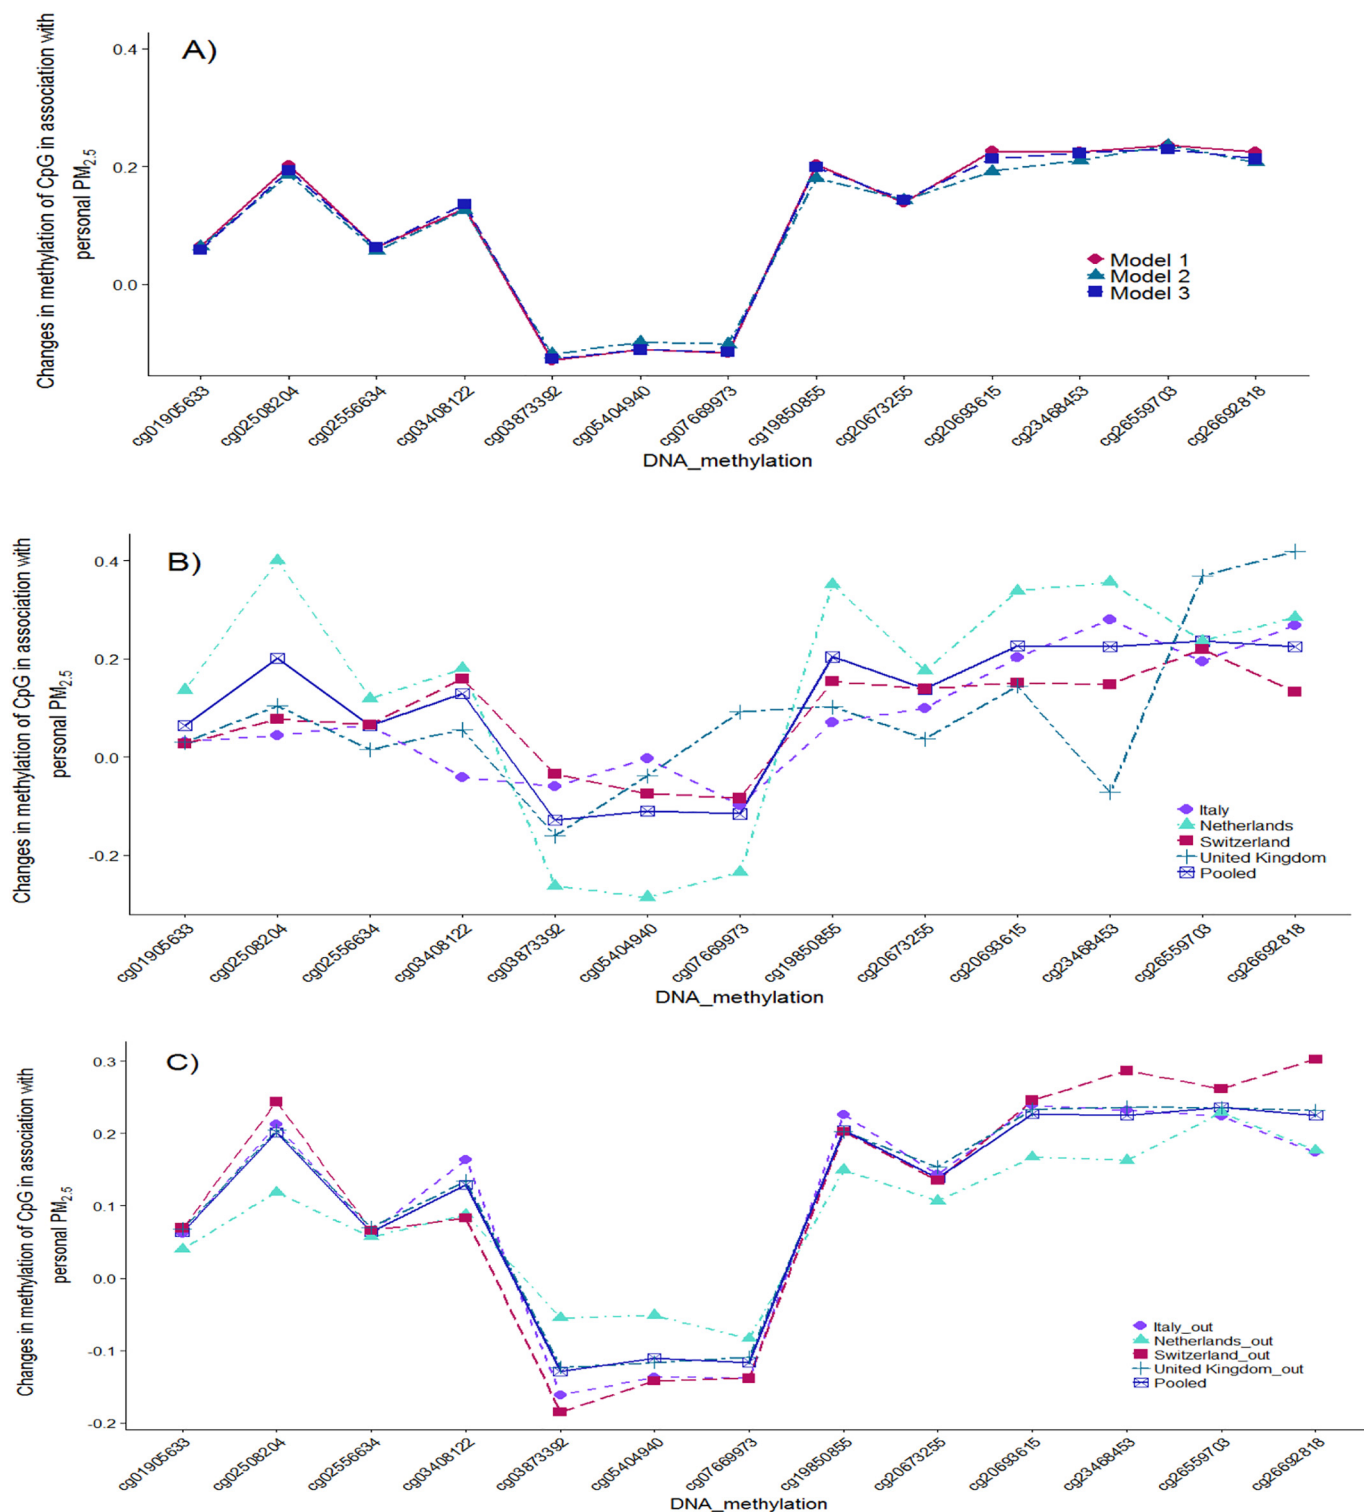 A)
Changes in methylation of CpG in association with
personal PM2.5
0.4
0.2
0.0
Model 1
Model 2
Model 3
cg01905633
cg02508204
cg02556634
cg03408122
cg03873392
cg05404940
cg07669973
cg19850855
cg20673255
cg20693615
cg23468453
cg26559703
cg26692818
DNA_methylation
B)
Changes in methylation of CpG in association with
personal PM2.5
0.4
0.2
0.0
-0.2
Italy
Netherlands
Switzerland
United Kingdom
Pooled
cg01905633
cg02508204
cg02556634
cg03408122
cg03873392
cg05404940
cg07669973
cg19850855
cg20673255
cg20693615
cg23468453
cg26559703
cg26692818
DNA_methylation
C)
Changes in methylation of CpG in association with
personal PM2.5
0.3
0.2
0.1
0.0
-0.1
-0.2
Italy_out
Netherlands_out
Switzerland_out
United Kingdom_out
Pooled
cg01905633
cg02508204
cg02556634
cg03408122
cg03873392
cg05404940
cg07669973
cg19850855
cg20673255
cg20693615
cg23468453
cg26559703
cg26692818
DNA_methylation